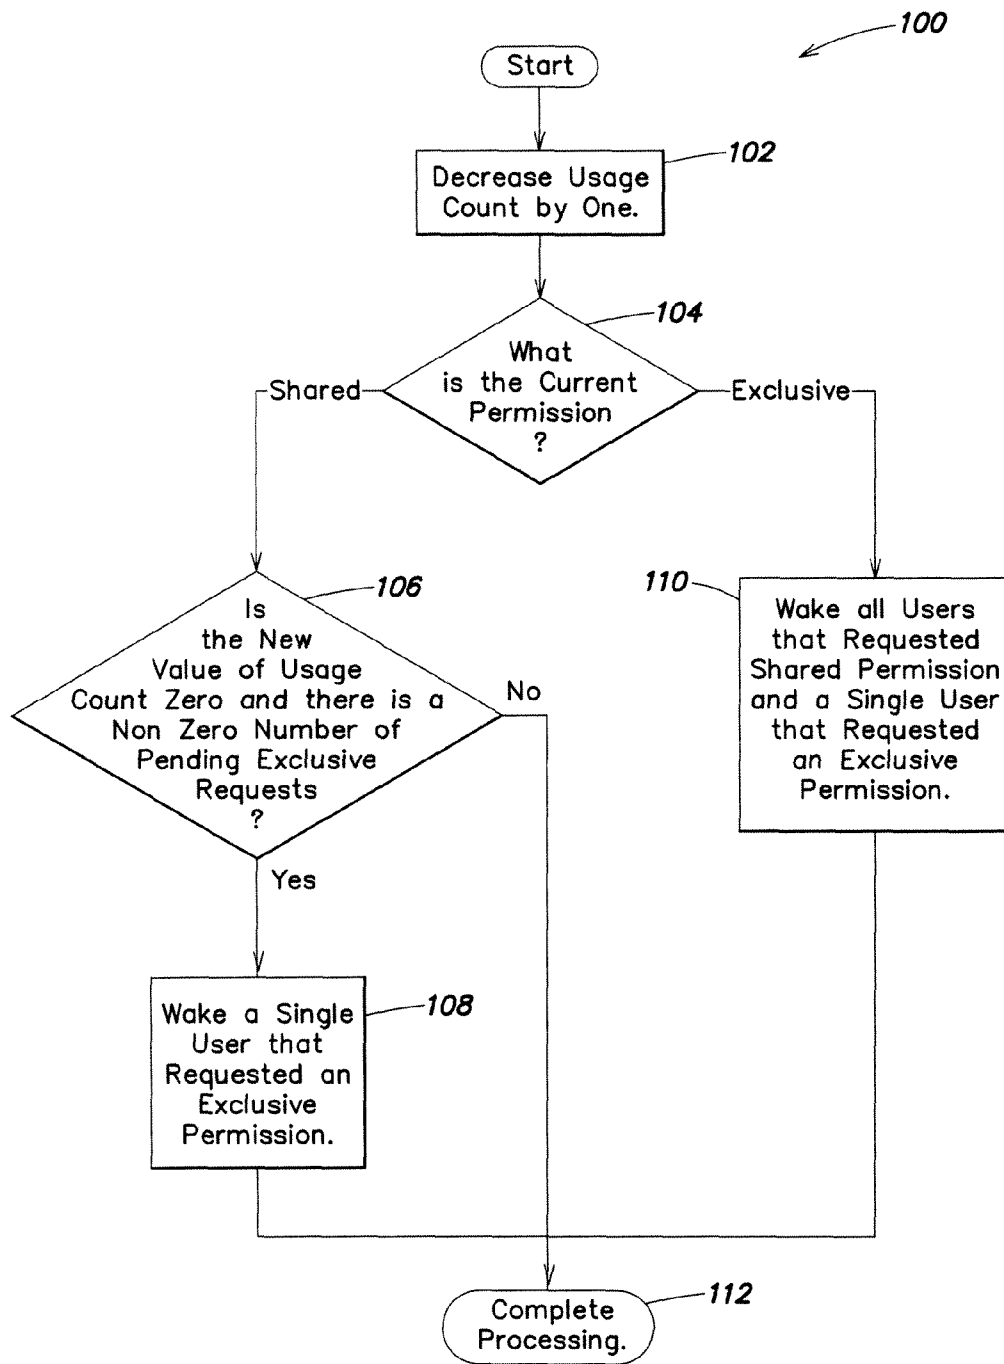 100
Start
102
Decrease Usage
Count by One.
104
What
is the Current
Permission
?
Shared
Exclusive
106
Is
the New
Value of Usage
Count Zero and there is a
Non Zero Number of
Pending Exclusive
Requests
?
No
Yes
110
Wake all Users
that Requested
Shared Permission
and a Single User
that Requested
an Exclusive
Permission.
108
Wake a Single
User that
Requested an
Exclusive
Permission.
112
Complete
Processing.